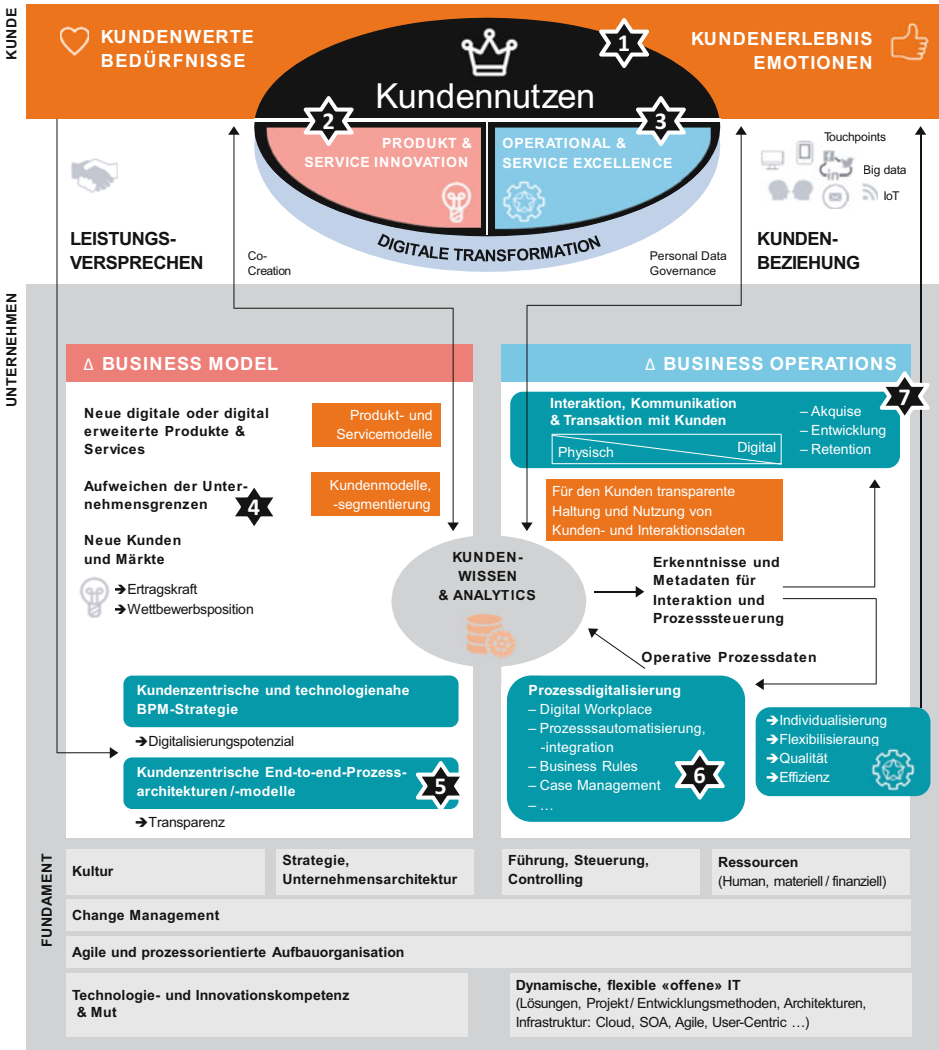 KUNDE
KUNDENWERTE
BEDÜRFNISSE
1
KUNDENERLEBNIS
EMOTIONEN
Kundennutzen
2
3
PRODUKT &
SERVICE INNOVATION
OPERATIONAL &
SERVICE EXCELLENCE
DIGITALE TRANSFORMATION
Touchpoints
in
Big data
IoT
LEISTUNGS-
VERSPRECHEN
Co-
Creation
Personal Data
Governance
KUNDEN-
BEZIEHUNG
UNTERNEHMEN
Δ BUSINESS MODEL
Neue digitale oder digital
erweiterte Produkte &
Services
Produkt- und
Servicemodelle
Aufweichen der Unter-
nehmensgrenzen
4
Kundenmodelle,
-segmentierung
Neue Kunden
und Märkte
➔Ertragskraft
➔Wettbewerbsposition
Kundenzentrische und technologienahe
BPM-Strategie
➔Digitalisierungspotenzial
Kundenzentrische End-to-end-Prozess-
architekturen /-modelle
5
➔Transparenz
KUNDEN-
WISSEN
& ANALYTICS
Δ BUSINESS OPERATIONS
7
Interaktion, Kommunikation
& Transaktion mit Kunden
Physisch
Digital
– Akquise
– Entwicklung
– Retention
Für den Kunden transparente
Haltung und Nutzung von
Kunden- und Interaktionsdaten
Erkenntnisse und
Metadaten für
Interaktion und
Prozesssteuerung
Operative Prozessdaten
Prozessdigitalisierung
– Digital Workplace
– Prozessautomatisierung,
-integration
– Business Rules
– Case Management
– …
6
➔Individualisierung
➔Flexibilisieraung
➔Qualität
➔Effizienz
FUNDAMENT
Kultur
Strategie,
Unternehmensarchitektur
Führung, Steuerung,
Controlling
Ressourcen
(Human, materiell / finanziell)
Change Management
Agile und prozessorientierte Aufbauorganisation
Technologie- und Innovationskompetenz
& Mut
Dynamische, flexible «offene» IT
(Lösungen, Projekt / Entwicklungsmethoden, Architekturen,
Infrastruktur: Cloud, SOA, Agile, User-Centric …)